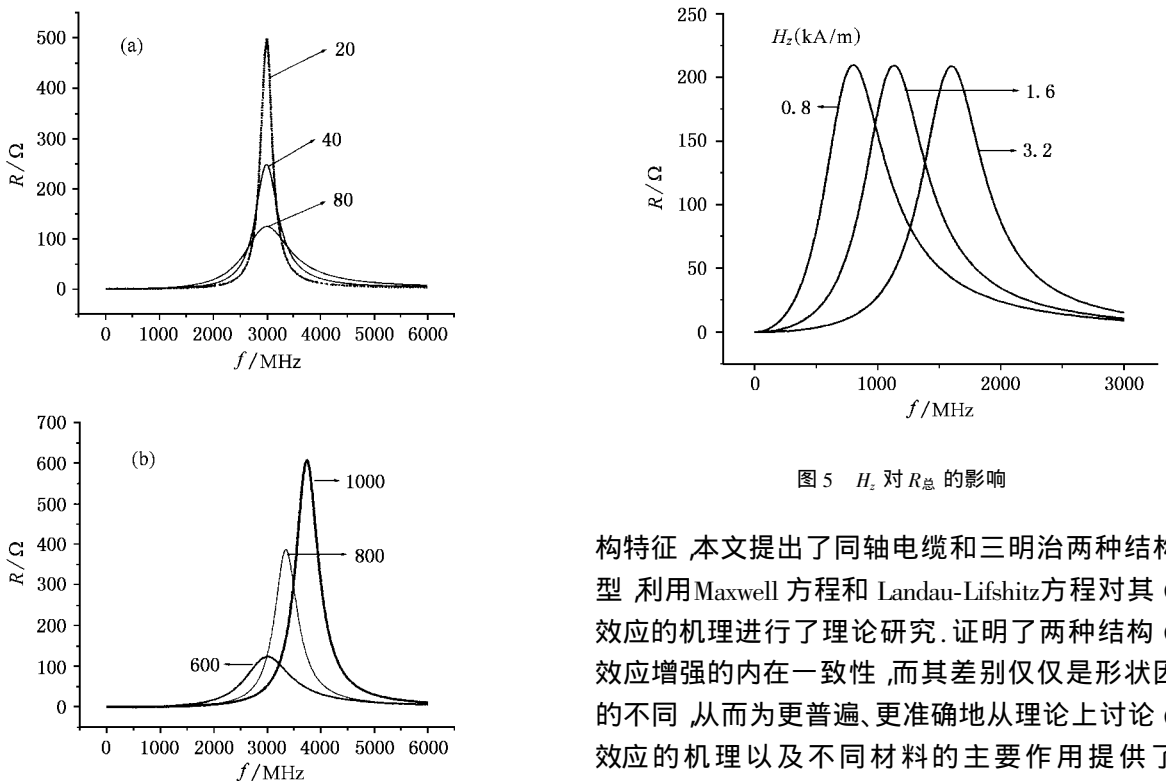 (a)
500
400
300
200
100
0
R/Ω
20
40
80
0 1000 2000 3000 4000 5000 6000
f/MHz
(b)
700
600
500
400
300
200
100
0
R/Ω
1000
800
600
0 1000 2000 3000 4000 5000 6000
f/MHz
250
200
150
100
50
0
R/Ω
H_z(kA/m)
0.8
1.6
3.2
0 1000 2000 3000
f/MHz
图 5 H_z 对 R_总 的影响
构特征 ,本文提出了同轴电缆和三明治两种结构
型 ,利用Maxwell 方程和 Landau-Lifshitz方程对其
效应的机理进行了理论研究.证明了两种结构
效应增强的内在一致性 ,而其差别仅仅是形状因
的不同 ,从而为更普遍、更准确地从理论上讨论
效应的机理以及不同材料的主要作用提供了